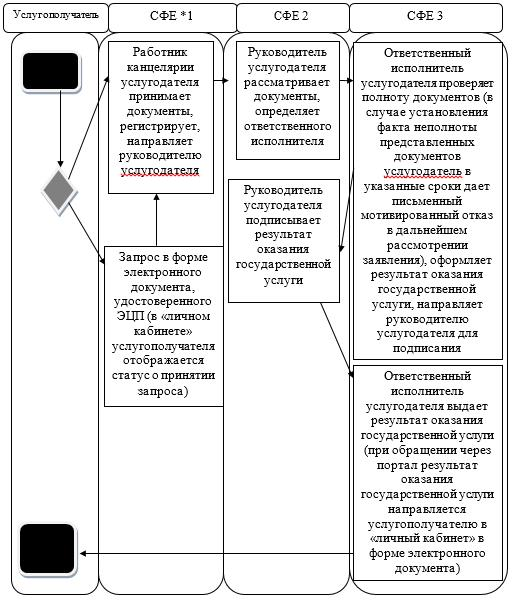 Услугополучатель
СФЕ *1
СФЕ 2
СФЕ 3
Работник
канцелярии
услугодателя
принимает
документы,
регистрирует,
направляет
руководителю
услугодателя
Запрос в форме
электронного
документа,
удостоверенного
ЭЦП (в «личном
кабинете»
услугополучателя
отображается
статус о принятии
запроса)
Руководитель
услугодателя
рассматривает
документы,
определяет
ответственного
исполнителя
Руководитель
услугодателя
подписывает
результат
оказания
государственной
услуги
Ответственный
исполнитель
услугодателя проверяет
полноту документов (в
случае установления
факта неполноты
представленных
документов
услугодатель в
указанные сроки дает
письменный
мотивированный отказ
в дальнейшем
рассмотрении
заявления), оформляет
результат оказания
государственной
услуги, направляет
руководителю
услугодателя для
подписания
Ответственный
исполнитель
услугодателя выдает
результат оказания
государственной услуги
(при обращении через
портал результат
оказания
государственной услуги
направляется
услугополучателю в
«личный кабинет» в
форме электронного
документа)